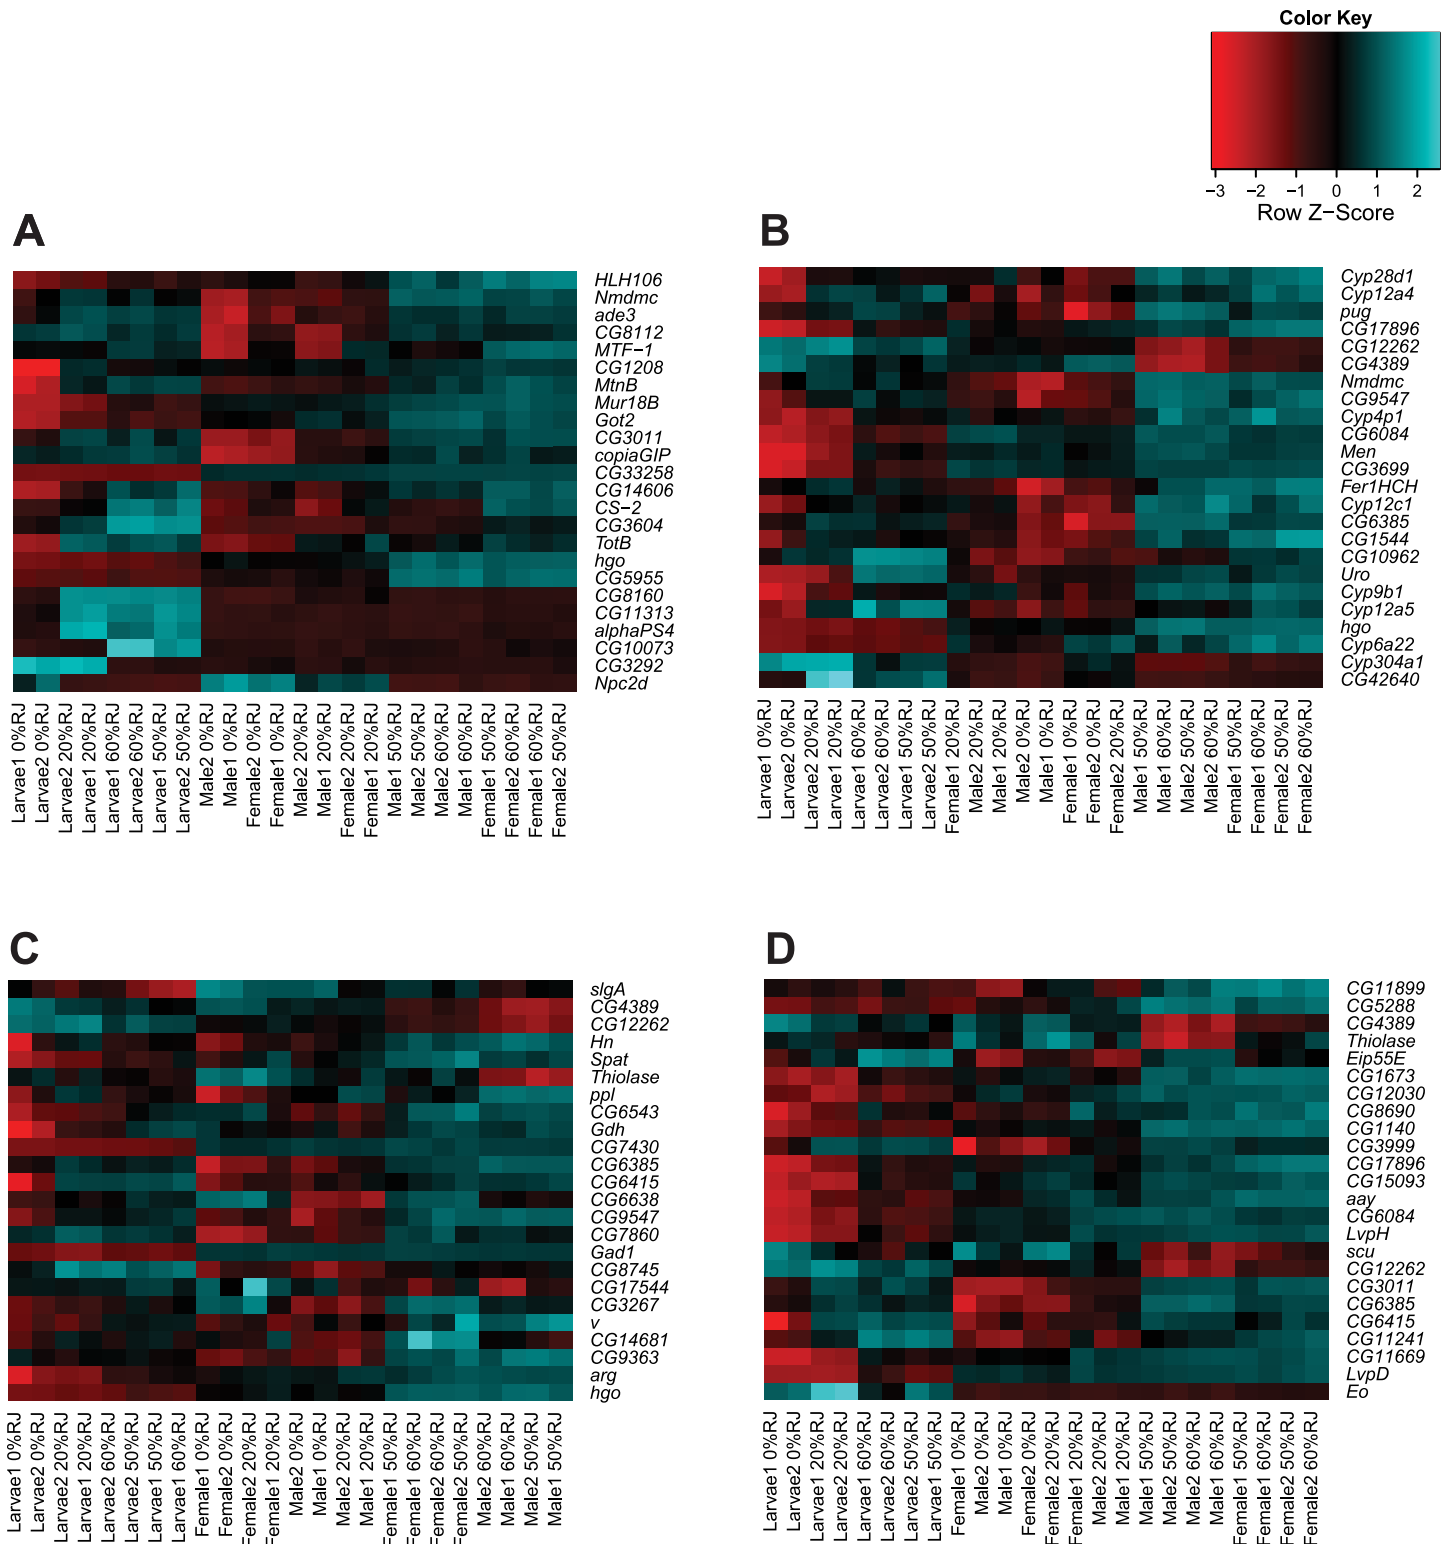 Color Key
−3 −2 −1 0 1 2
Row Z−Score
A
HLH106
Nmdmc
ade3
CG8112
MTF−1
CG1208
MtnB
Mur18B
Got2
CG3011
copiaGIP
CG33258
CG14606
CS−2
CG3604
TotB
hgo
CG5955
CG8160
CG11313
alphaPS4
CG10073
CG3292
Npc2d
Larvae1 0%RJ
Larvae2 0%RJ
Larvae2 20%RJ
Larvae1 20%RJ
Larvae1 60%RJ
Larvae2 60%RJ
Larvae1 50%RJ
Larvae2 50%RJ
Male2 0%RJ
Male1 0%RJ
Female2 0%RJ
Female1 0%RJ
Male2 20%RJ
Male1 20%RJ
Female2 20%RJ
Female1 20%RJ
Male1 50%RJ
Male2 50%RJ
Male2 60%RJ
Male1 60%RJ
Female1 50%RJ
Female2 60%RJ
Female1 60%RJ
Female2 50%RJ
B
Cyp28d1
Cyp12a4
pug
CG17896
CG12262
CG4389
Nmdmc
CG9547
Cyp4p1
CG6084
Men
CG3699
Fer1HCH
Cyp12c1
CG6385
CG1544
CG10962
Uro
Cyp9b1
Cyp12a5
hgo
Cyp6a22
Cyp304a1
CG42640
Larvae1 0%RJ
Larvae2 0%RJ
Larvae2 20%RJ
Larvae1 20%RJ
Larvae1 60%RJ
Larvae2 60%RJ
Larvae1 50%RJ
Larvae2 50%RJ
Female1 20%RJ
Male2 20%RJ
Male1 20%RJ
Male2 0%RJ
Male1 0%RJ
Female1 0%RJ
Female2 0%RJ
Female2 20%RJ
Male1 50%RJ
Male1 60%RJ
Male2 50%RJ
Male2 60%RJ
Female1 50%RJ
Female1 60%RJ
Female2 50%RJ
Female2 60%RJ
C
slgA
CG4389
CG12262
Hn
Spat
Thiolase
ppl
CG6543
Gdh
CG7430
CG6385
CG6415
CG6638
CG9547
CG7860
Gad1
CG8745
CG17544
CG3267
v
CG14681
CG9363
arg
hgo
Larvae1 0%RJ
Larvae2 0%RJ
Larvae2 20%RJ
Larvae1 20%RJ
Larvae2 60%RJ
Larvae2 50%RJ
Larvae1 50%RJ
Larvae1 60%RJ
Female1 0%RJ
Female2 0%RJ
Female2 20%RJ
Female1 20%RJ
Male2 0%RJ
Male1 0%RJ
Male2 20%RJ
Male1 20%RJ
Female1 50%RJ
Female1 60%RJ
Female2 60%RJ
Female2 50%RJ
Male2 60%RJ
Male1 60%RJ
Male2 50%RJ
Male1 50%RJ
D
CG11899
CG5288
CG4389
Thiolase
Eip55E
CG1673
CG12030
CG8690
CG1140
CG3999
CG17896
CG15093
aay
CG6084
LvpH
scu
CG12262
CG3011
CG6385
CG6415
CG11241
CG11669
LvpD
Eo
Larvae1 0%RJ
Larvae2 0%RJ
Larvae1 20%RJ
Larvae2 20%RJ
Larvae1 60%RJ
Larvae2 60%RJ
Larvae2 50%RJ
Larvae1 50%RJ
Female1 0%RJ
Male2 0%RJ
Male1 0%RJ
Female2 0%RJ
Female2 20%RJ
Female1 20%RJ
Male2 20%RJ
Male1 20%RJ
Male1 50%RJ
Male2 50%RJ
Male2 60%RJ
Male1 60%RJ
Female1 50%RJ
Female1 60%RJ
Female2 50%RJ
Female2 60%RJ